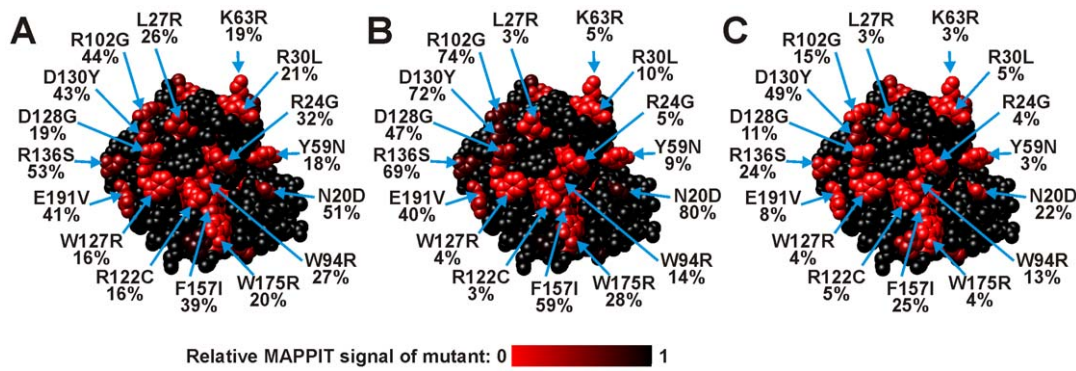 A
L27R
26%
K63R
19%
R102G
44%
R30L
21%
D130Y
43%
R24G
32%
D128G
19%
Y59N
18%
R136S
53%
N20D
51%
E191V
41%
W127R
16%
W94R
27%
R122C
16%
F157I
39%
W175R
20%
B
L27R
3%
K63R
5%
R102G
74%
R30L
10%
D130Y
72%
R24G
5%
D128G
47%
Y59N
9%
R136S
69%
N20D
80%
E191V
40%
W127R
4%
W94R
14%
R122C
3%
F157I
59%
W175R
28%
C
L27R
3%
K63R
3%
R102G
15%
R30L
5%
D130Y
49%
R24G
4%
D128G
11%
Y59N
3%
R136S
24%
N20D
22%
E191V
8%
W127R
4%
W94R
13%
R122C
5%
F157I
25%
W175R
4%
Relative MAPPIT signal of mutant: 0 1